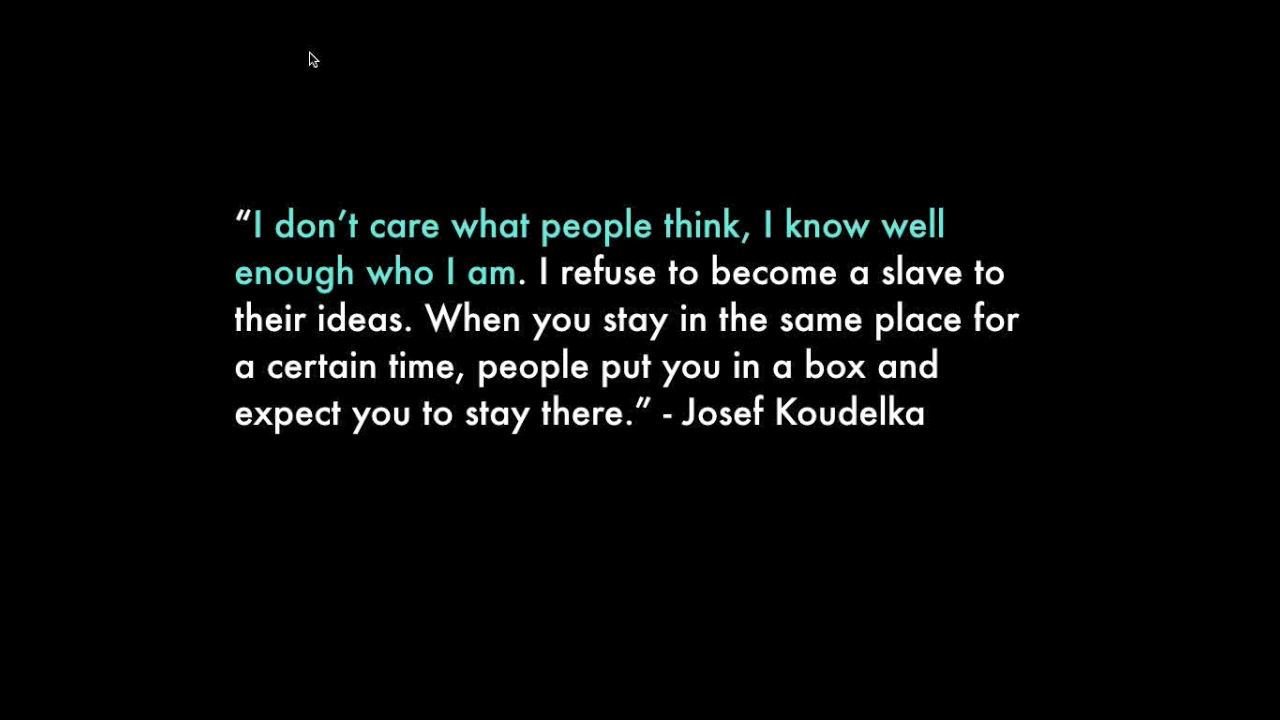 “I don’t care what people think, I know well
enough who I am. I refuse to become a slave to
their ideas. When you stay in the same place for
a certain time, people put you in a box and
expect you to stay there.” - Josef Koudelka